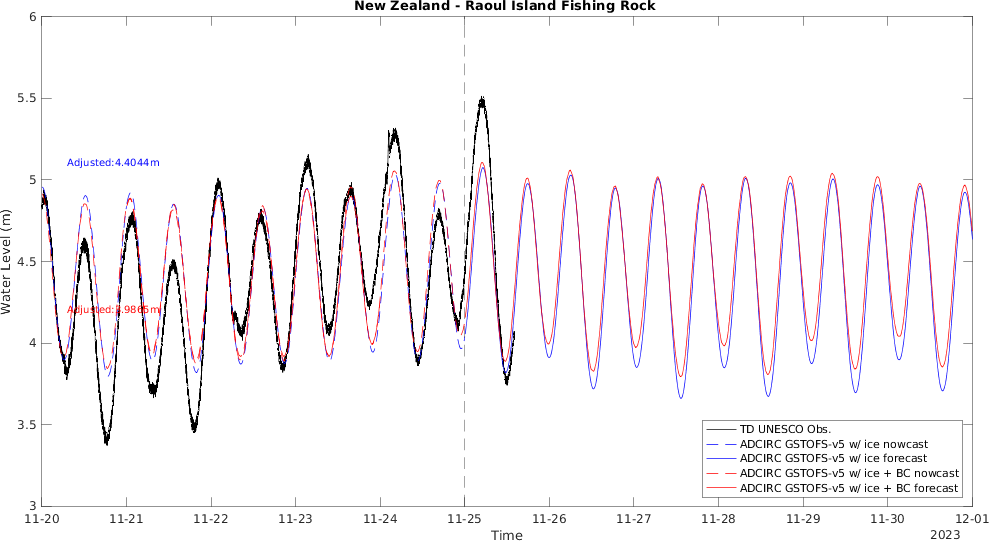 New Zealand - Raoul Island Fishing Rock
6
5.5
5
4.5
4
3.5
3
Water Level (m)
Adjusted:4.4044m
TD UNESCO Obs.
ADCIRC GSTOFS-v5 w/ ice nowcast
ADCIRC GSTOFS-v5 w/ ice forecast
ADCIRC GSTOFS-v5 w/ ice + BC nowcast
ADCIRC GSTOFS-v5 w/ ice + BC forecast
11-20 11-21 11-22 11-23 11-24 11-25 11-26 11-27 11-28 11-29 11-30 12-01
Time
2023